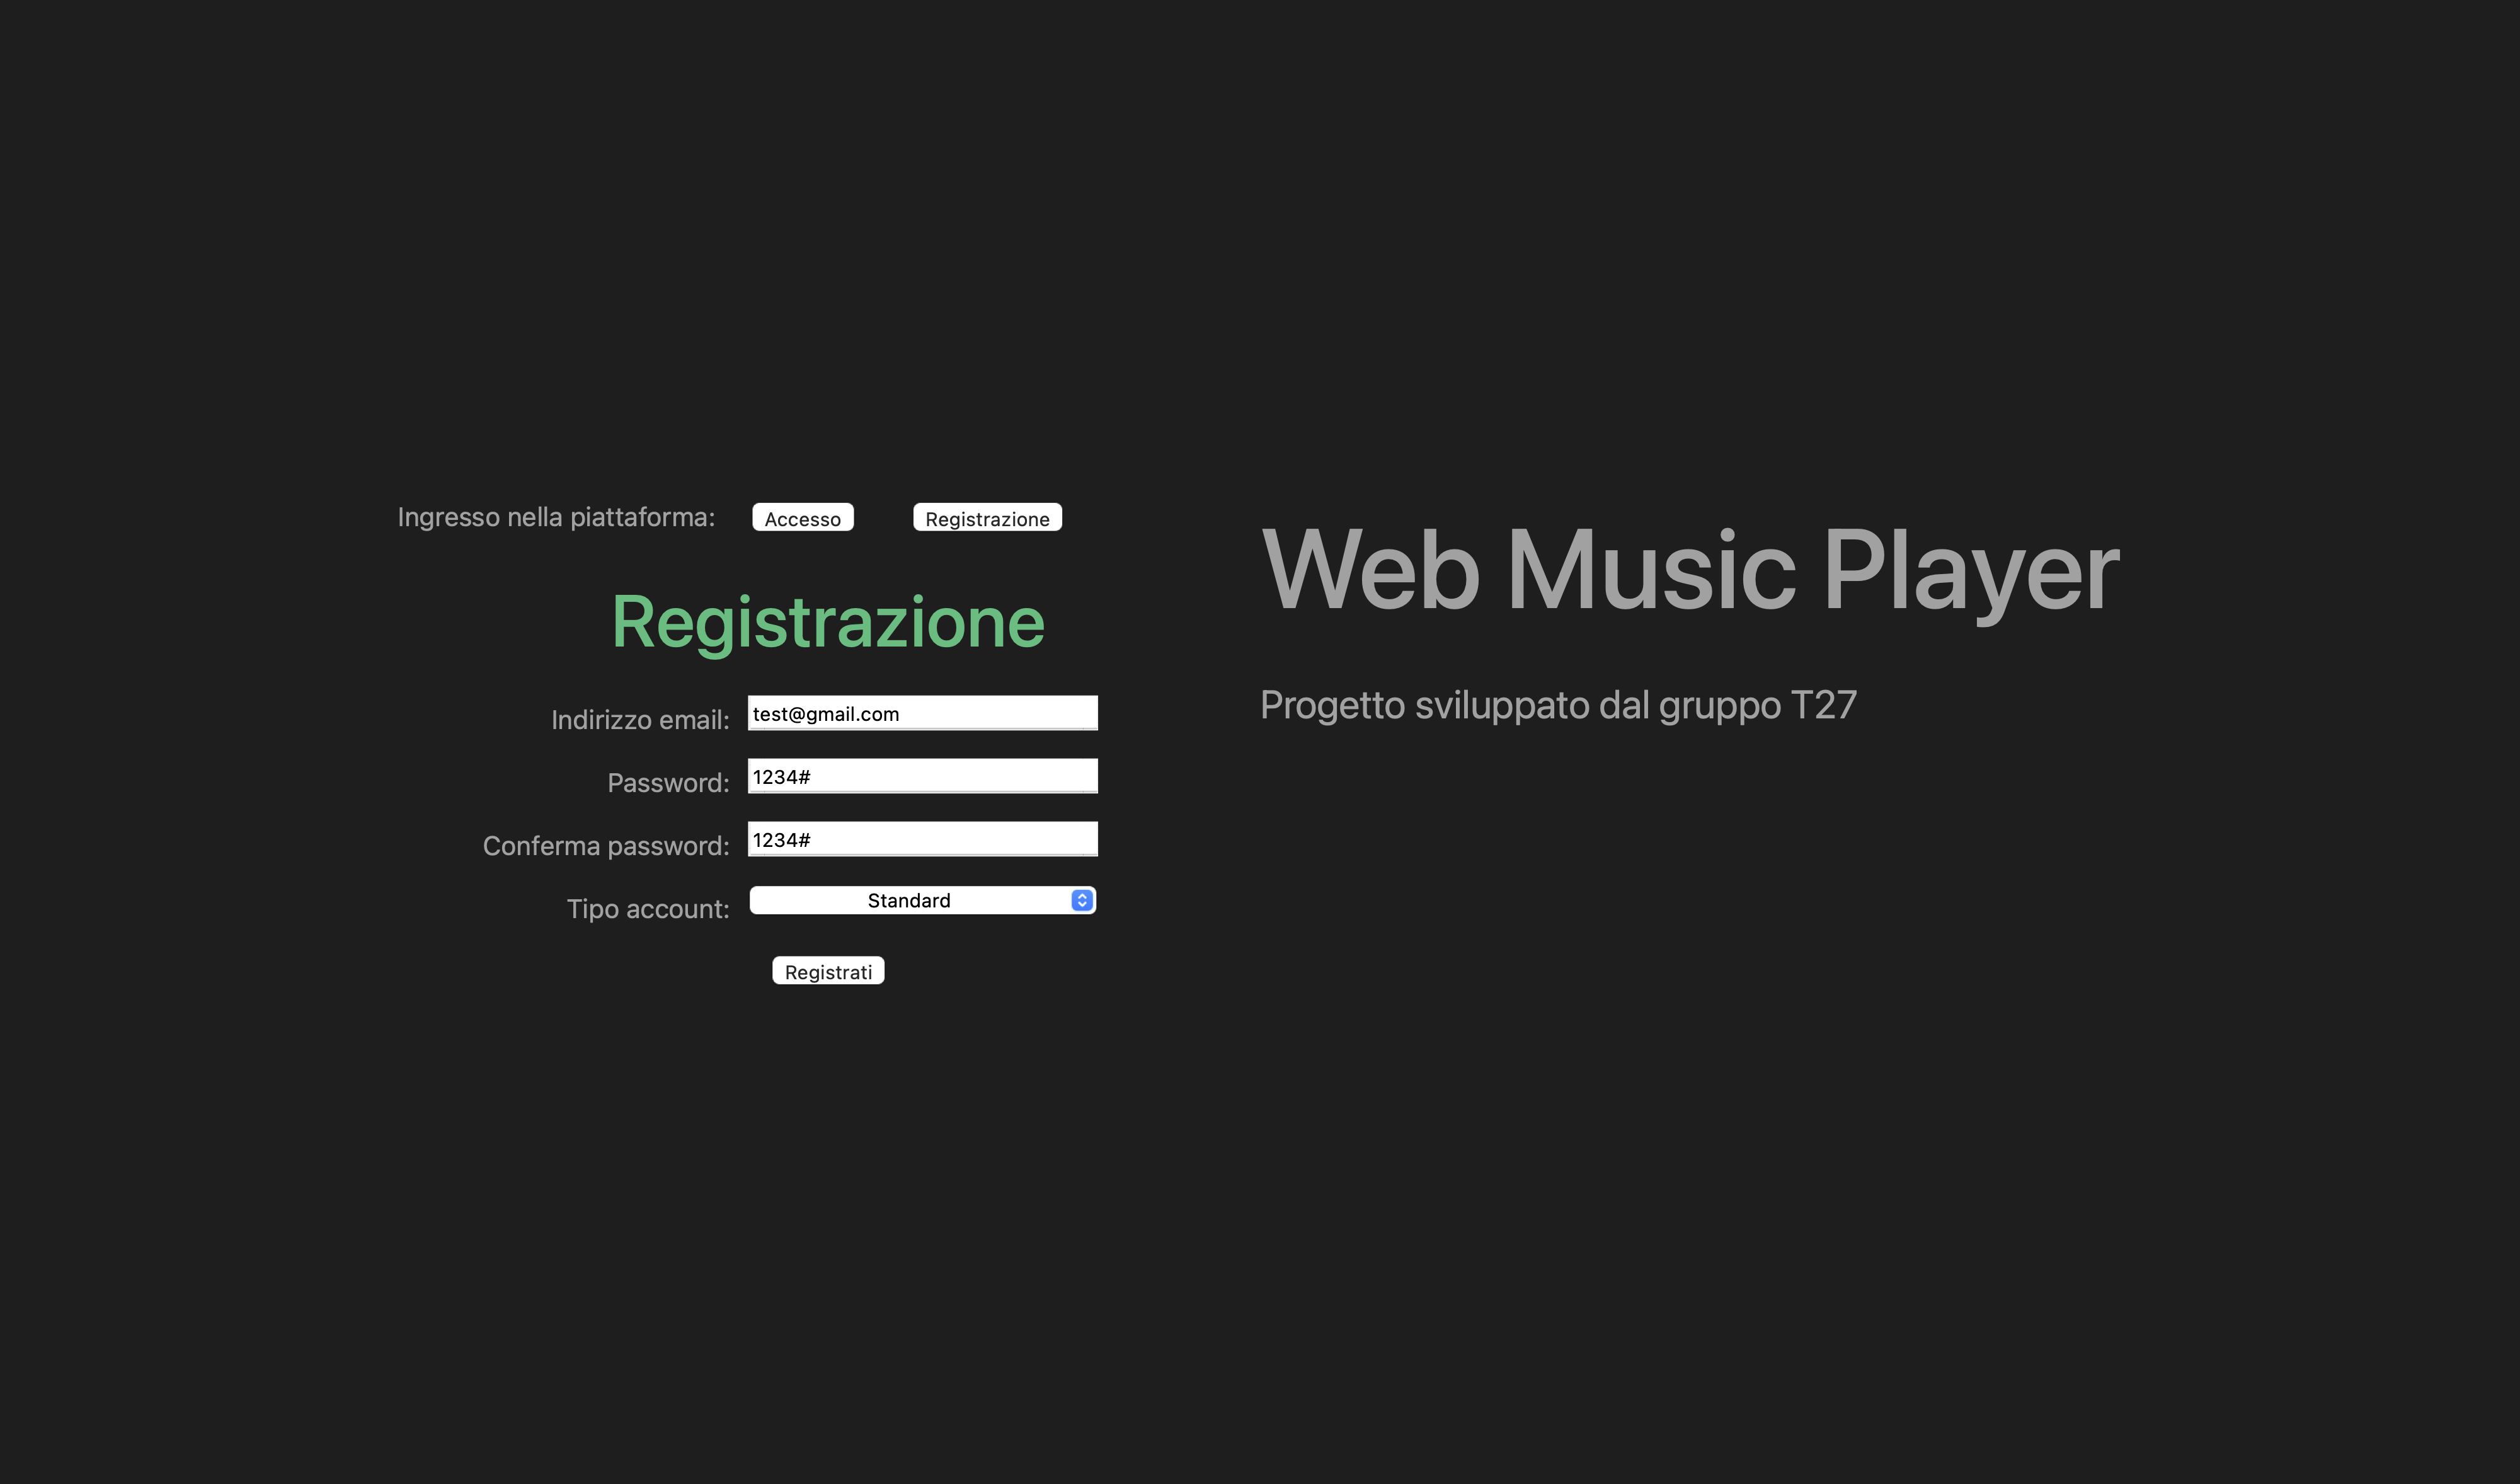 Ingresso nella piattaforma: Accesso Registrazione
Registrazione
Indirizzo email: test@gmail.com
Password: 1234#
Conferma password: 1234#
Tipo account: Standard
Registrati
Web Music Player
Progetto sviluppato dal gruppo T27